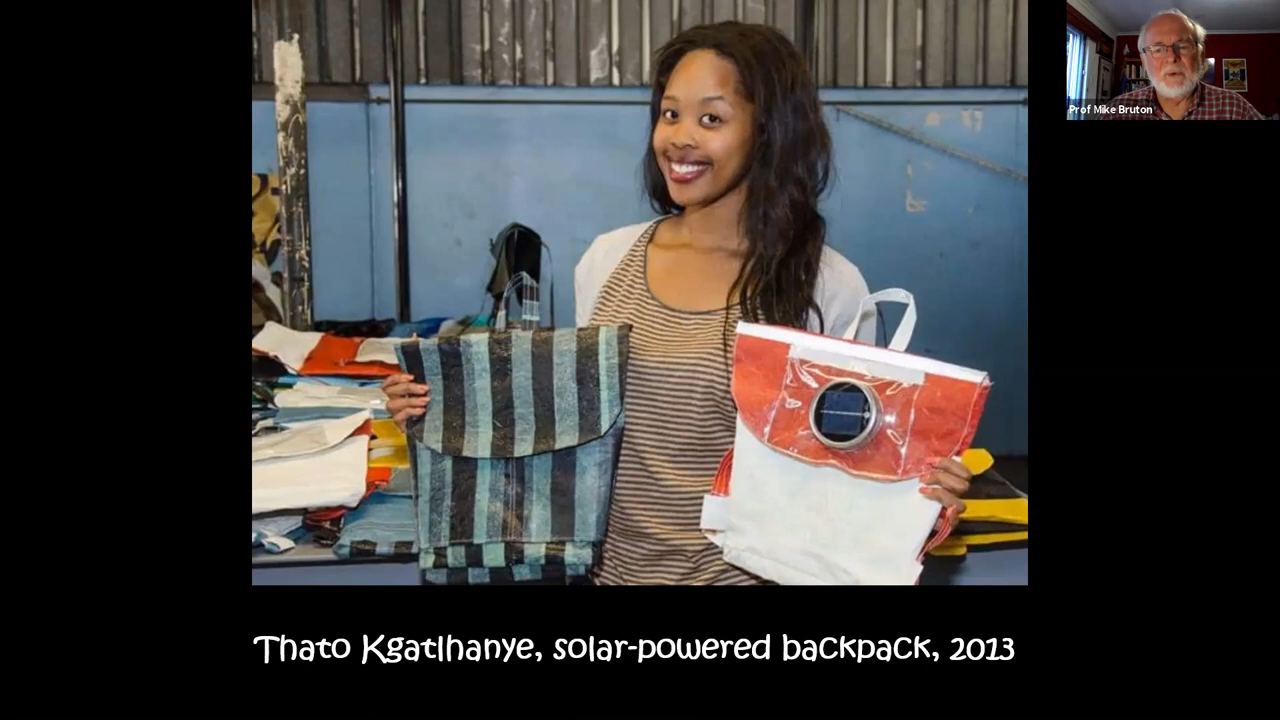 Prof Mike Bruton
Thato Kgatlhanye, solar-powered backpack, 2013